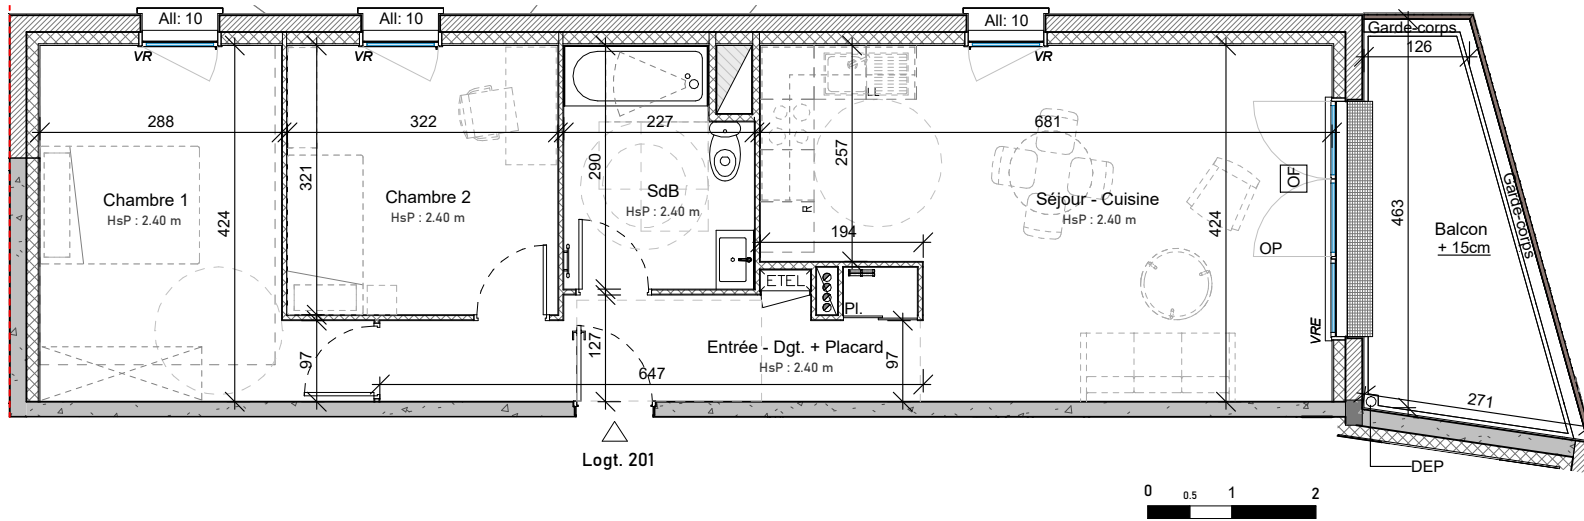 All: 10
All: 10
All: 10
Garde-corps
126
VR
VR
VR
288
322
227
681
LL
257
290
321
424
424
463
Chambre 1
HsP : 2.40 m
Chambre 2
HsP : 2.40 m
SdB
HsP : 2.40 m
R
Séjour - Cuisine
HsP : 2.40 m
OF
OP
Garde-corps
Balcon
+ 15cm
194
ETEL
Pl.
VRE
97
127
Entrée - Dgt. + Placard
HsP : 2.40 m
97
647
271
Logt. 201
DEP
0
0.5
1
2